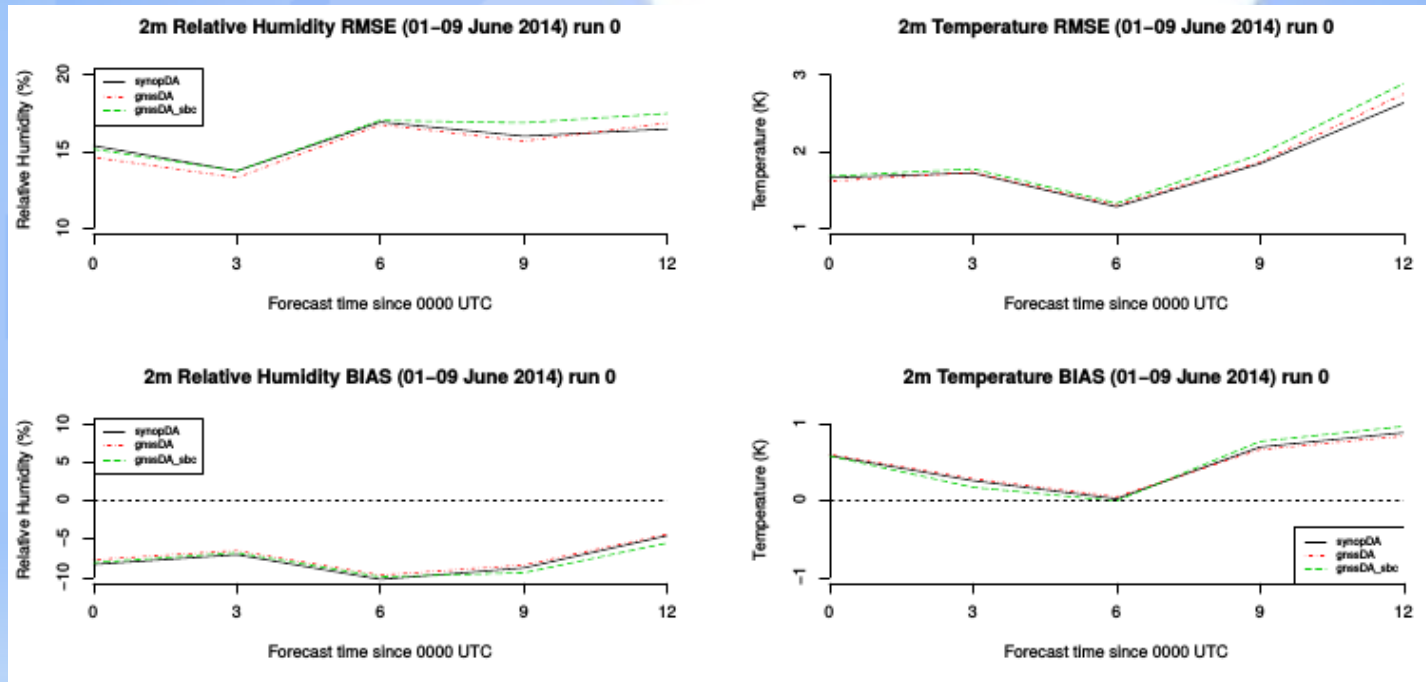 2m Relative Humidity RMSE (01–09 June 2014) run 0
Relative Humidity (%)
20
15
10
synopDA
gnssDA
gnssDA_sbc
0 3 6 9 12
Forecast time since 0000 UTC
2m Temperature RMSE (01–09 June 2014) run 0
Temperature (K)
3
2
1
0 3 6 9 12
Forecast time since 0000 UTC
2m Relative Humidity BIAS (01–09 June 2014) run 0
Relative Humidity (%)
10
5
0
−5
−10
synopDA
gnssDA
gnssDA_sbc
0 3 6 9 12
Forecast time since 0000 UTC
2m Temperature BIAS (01–09 June 2014) run 0
Temperature (K)
1
0
−1
synopDA
gnssDA
gnssDA_sbc
0 3 6 9 12
Forecast time since 0000 UTC